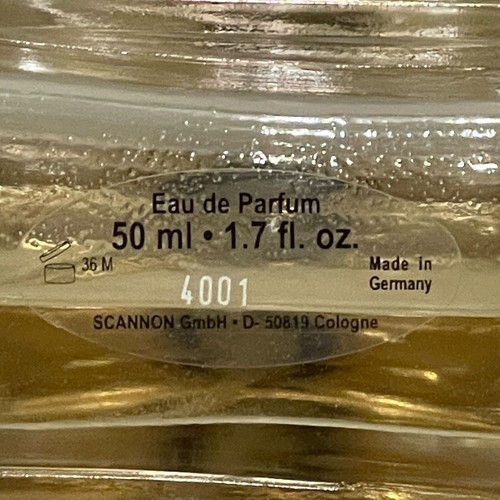 Eau de Parfum
50 ml • 1.7 fl. oz.
36 M
Made in
Germany
4001
SCANNON GmbH • D- 50819 Cologne